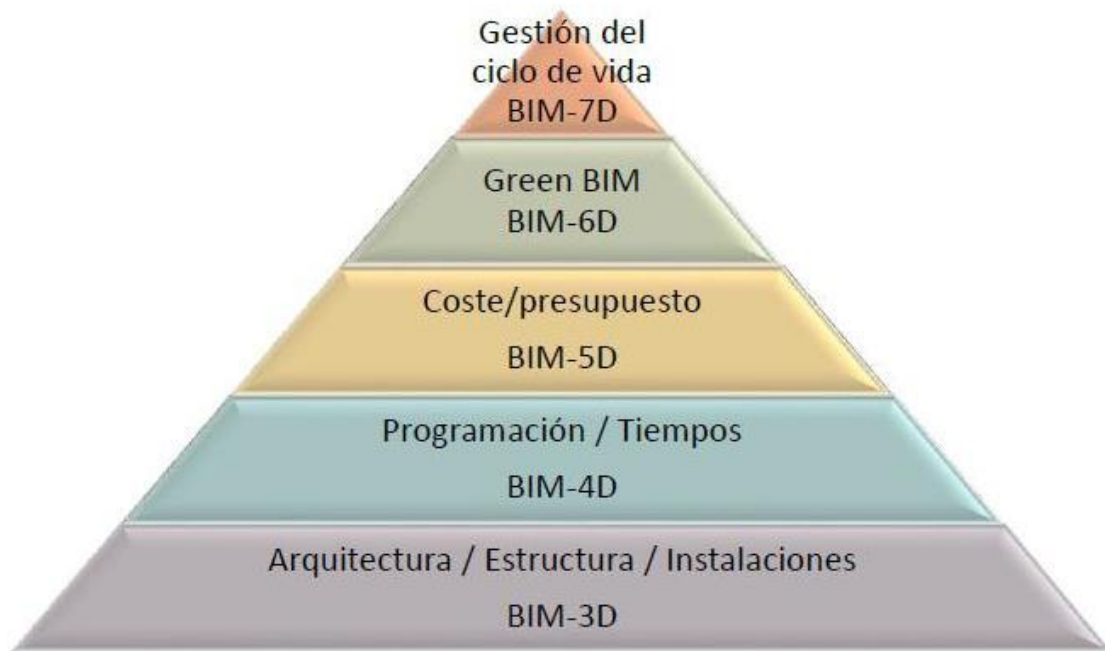 Gestión del
ciclo de vida
BIM-7D
Green BIM
BIM-6D
Coste/presupuesto
BIM-5D
Programación / Tiempos
BIM-4D
Arquitectura / Estructura / Instalaciones
BIM-3D